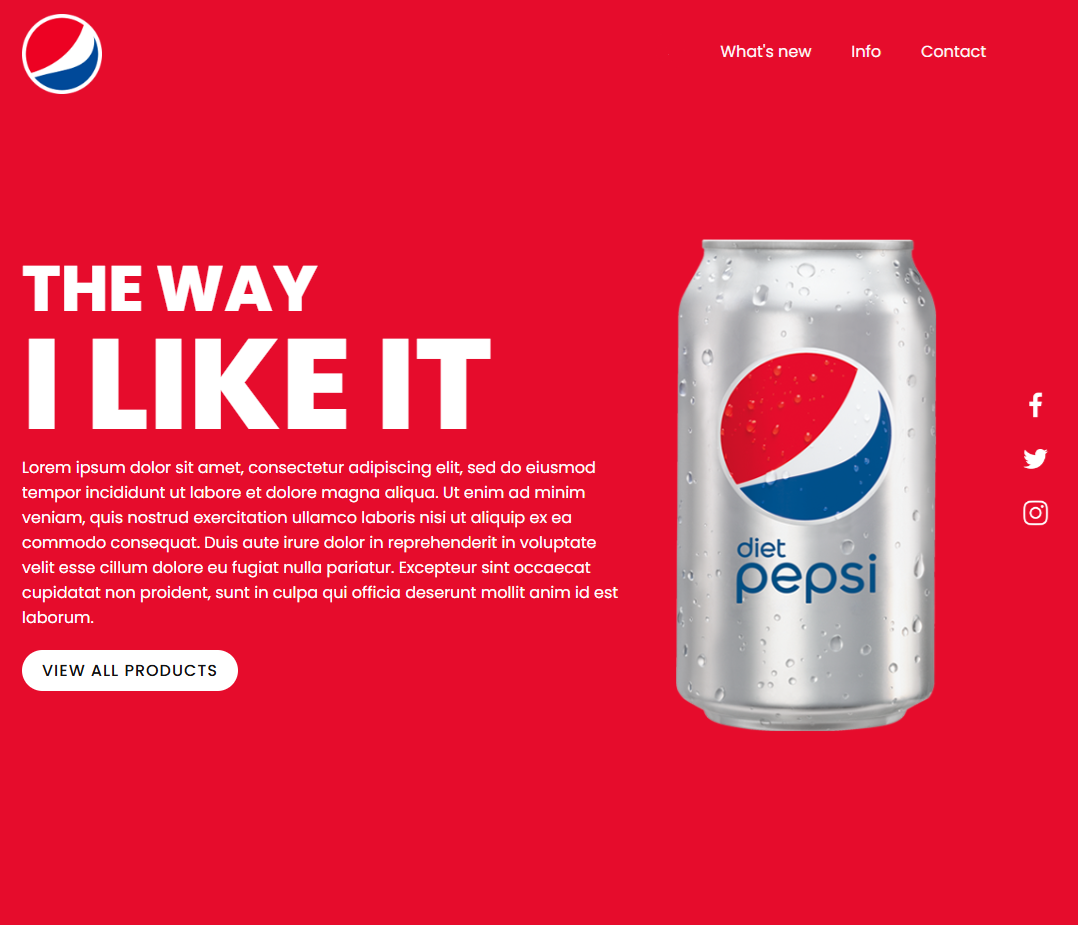 What's new Info Contact
THE WAY
I LIKE IT
Lorem ipsum dolor sit amet, consectetur adipiscing elit, sed do eiusmod
tempor incididunt ut labore et dolore magna aliqua. Ut enim ad minim
veniam, quis nostrud exercitation ullamco laboris nisi ut aliquip ex ea
commodo consequat. Duis aute irure dolor in reprehenderit in voluptate
velit esse cillum dolore eu fugiat nulla pariatur. Excepteur sint occaecat
cupidatat non proident, sunt in culpa qui officia deserunt mollit anim id est
laborum.
VIEW ALL PRODUCTS
diet
pepsi